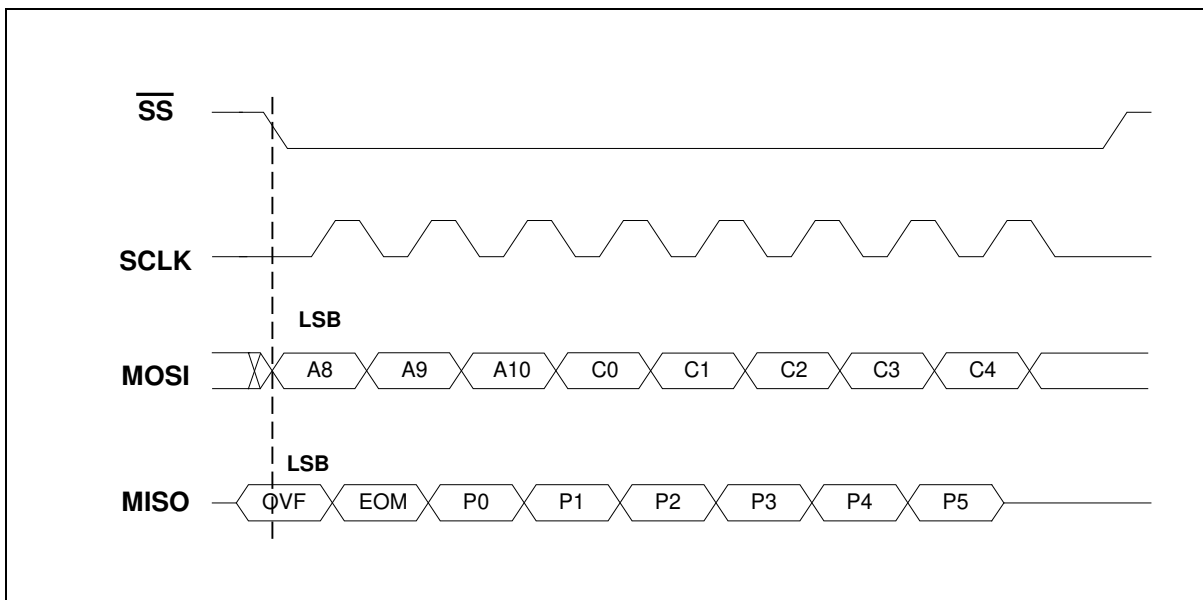 SS
SCLK
LSB
MOSI A8 A9 A10 C0 C1 C2 C3 C4
LSB
MISO OVF EOM P0 P1 P2 P3 P4 P5